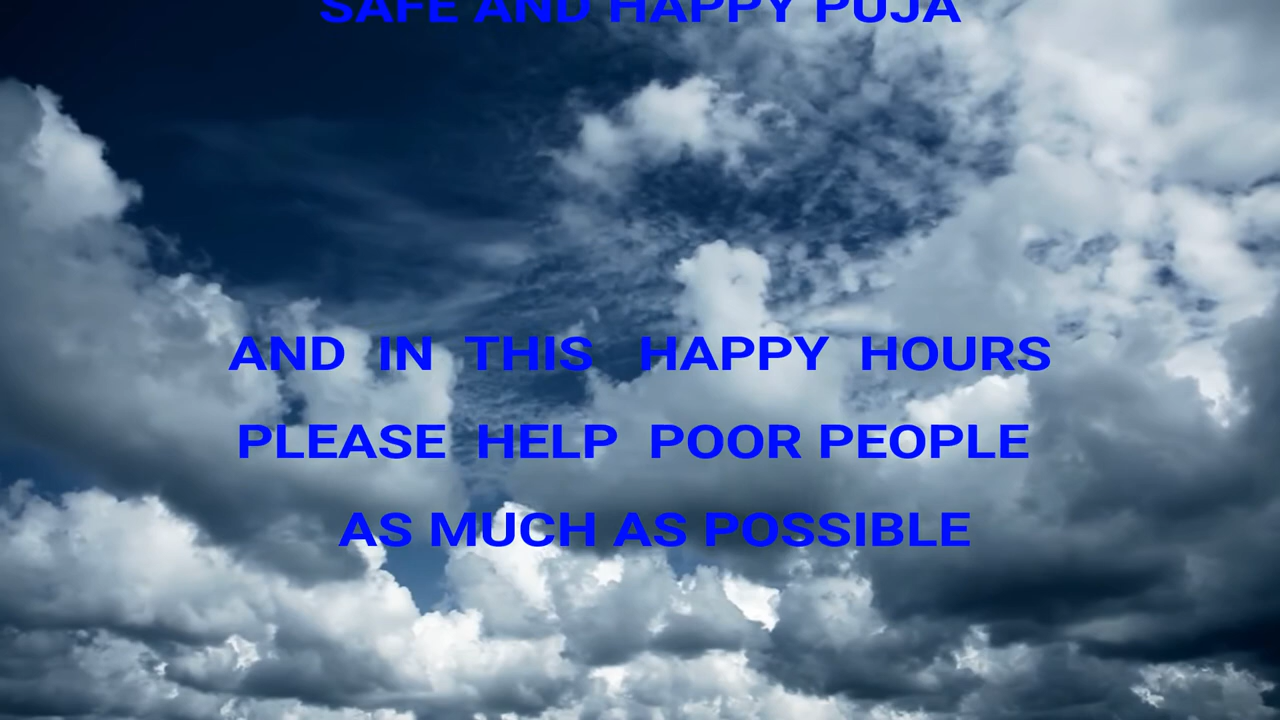 SAFE AND HAPPY PUJA
AND IN THIS HAPPY HOURS
PLEASE HELP POOR PEOPLE
AS MUCH AS POSSIBLE